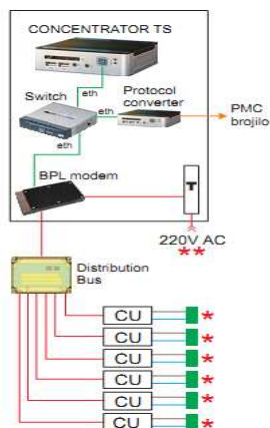 CONCENTRATOR TS
eth
Switch
Protocol
converter
eth
PMC
brojilo
eth
BPL modem
T
220V AC
**
Distribution
Bus
CU *
CU *
CU *
CU *
CU *
CU *